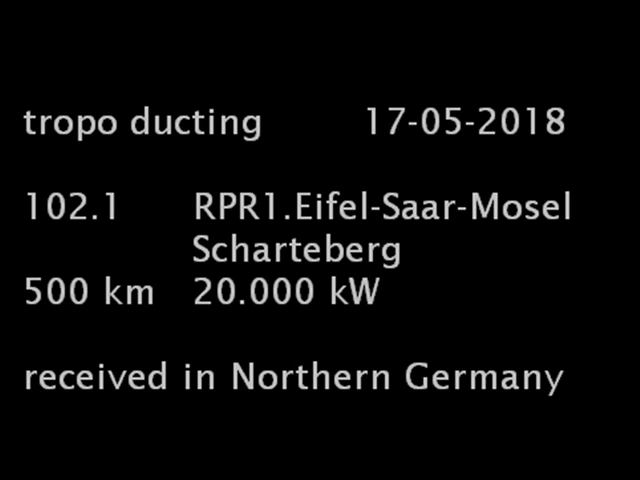 tropo ducting 17-05-2018
102.1 RPR1.Eifel-Saar-Mosel
Scharteberg
500 km 20.000 kW
received in Northern Germany